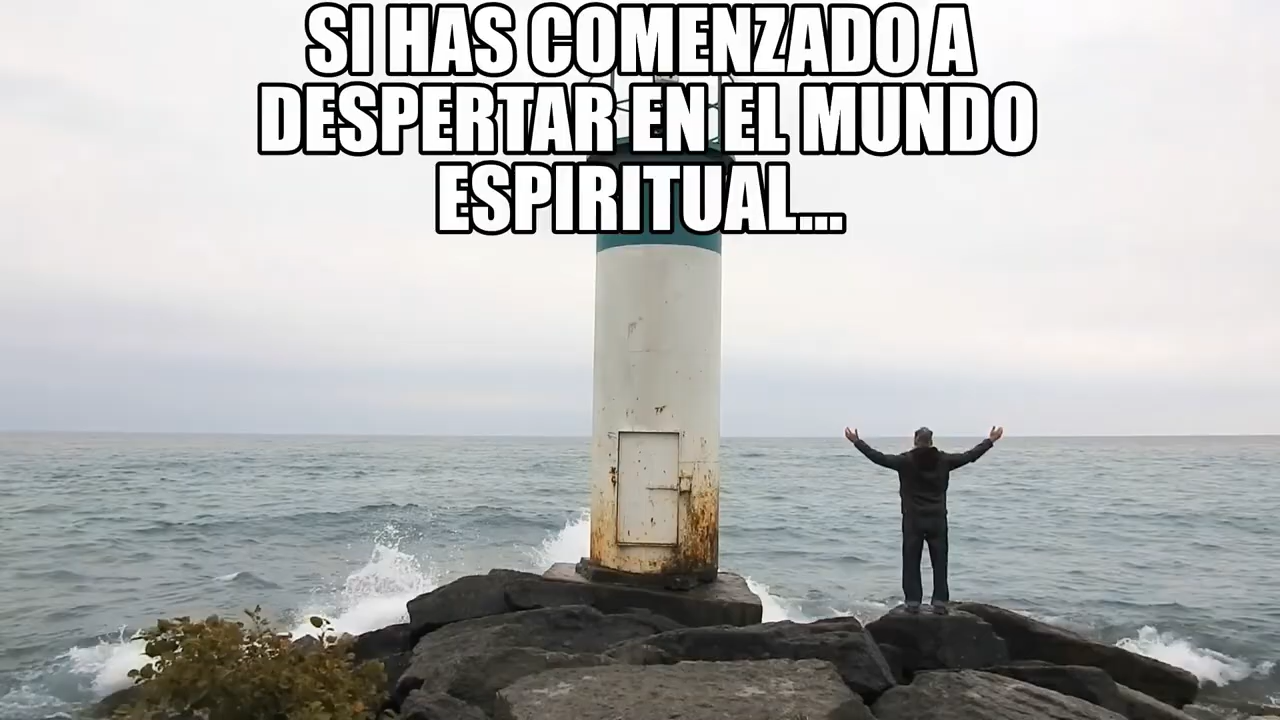 SI HAS COMENZADO A
DESPERTAR EN EL MUNDO
ESPIRITUAL...